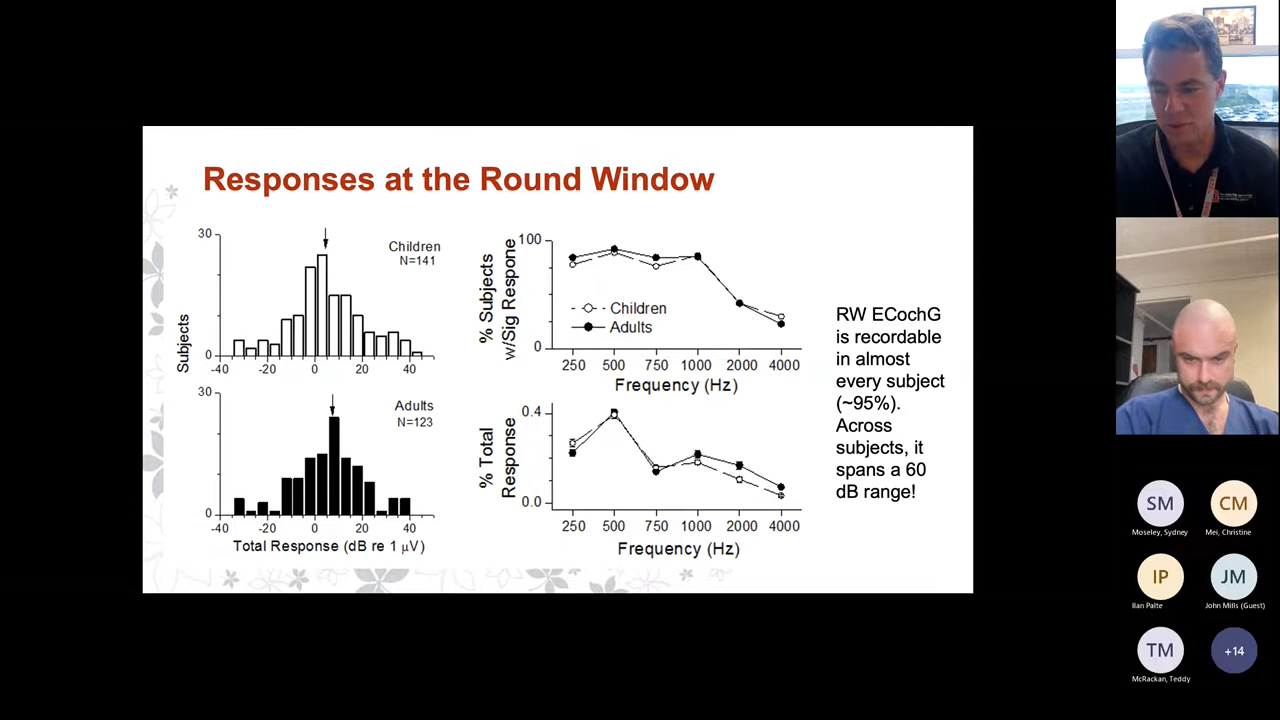 Responses at the Round Window
30
0
Subjects
Children
N=141
-40 -20 0 20 40
30
0
Adults
N=123
-40 -20 0 20 40
Total Response (dB re 1 µV)
100
0
% Subjects
w/Sig Respone
Children
Adults
250 500 750 1000 2000 4000
Frequency (Hz)
0.4
0.0
% Total
Response
250 500 750 1000 2000 4000
Frequency (Hz)
RW ECochG
is recordable
in almost
every subject
(~95%).
Across
subjects, it
spans a 60
dB range!
SM
CM
Moseley, Sydney
Mei, Christine
IP
JM
Ilan Palte
John Mills (Guest)
TM
+14
McRackan, Teddy